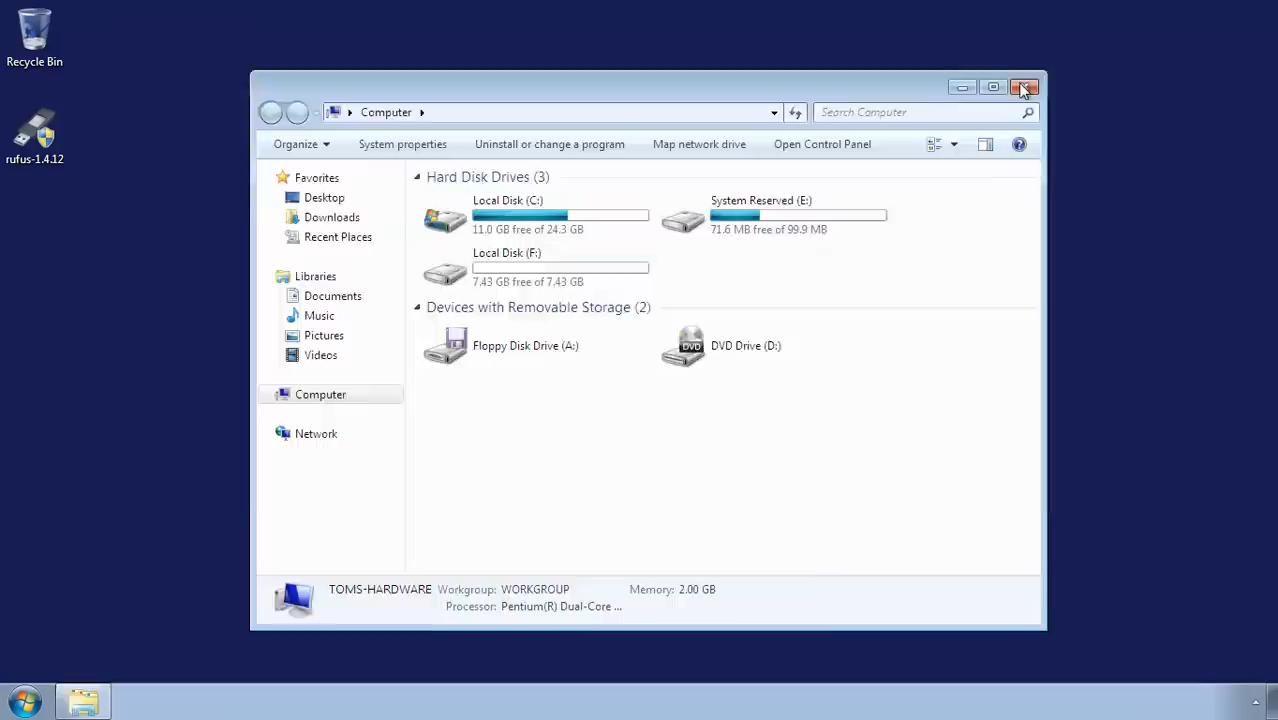 Recycle Bin
rufus-1.4.12
Computer
Search Computer
Organize System properties Uninstall or change a program Map network drive Open Control Panel
Favorites
Desktop
Downloads
Recent Places
Libraries
Documents
Music
Pictures
Videos
Computer
Network
Hard Disk Drives (3)
Local Disk (C:)
11.0 GB free of 24.3 GB
System Reserved (E:)
71.6 MB free of 99.9 MB
Local Disk (F:)
7.43 GB free of 7.43 GB
Devices with Removable Storage (2)
Floppy Disk Drive (A:)
DVD
DVD Drive (D:)
TOMS-HARDWARE Workgroup: WORKGROUP Memory: 2.00 GB
Processor: Pentium(R) Dual-Core ...